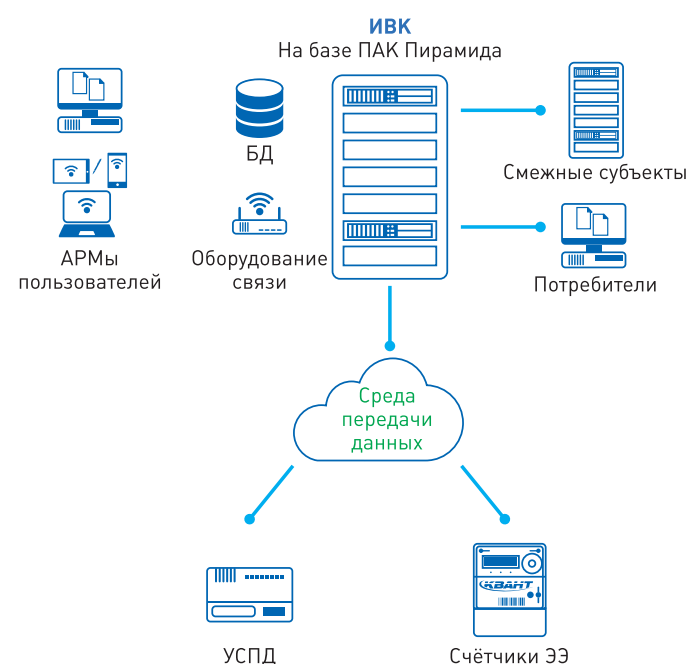 ИВК
На базе ПАК Пирамида
БД
Смежные субъекты
АРМы
пользователей
Оборудование
связи
Потребители
Среда
передачи
данных
КВАНТ
УСПД
Счётчики ЭЭ